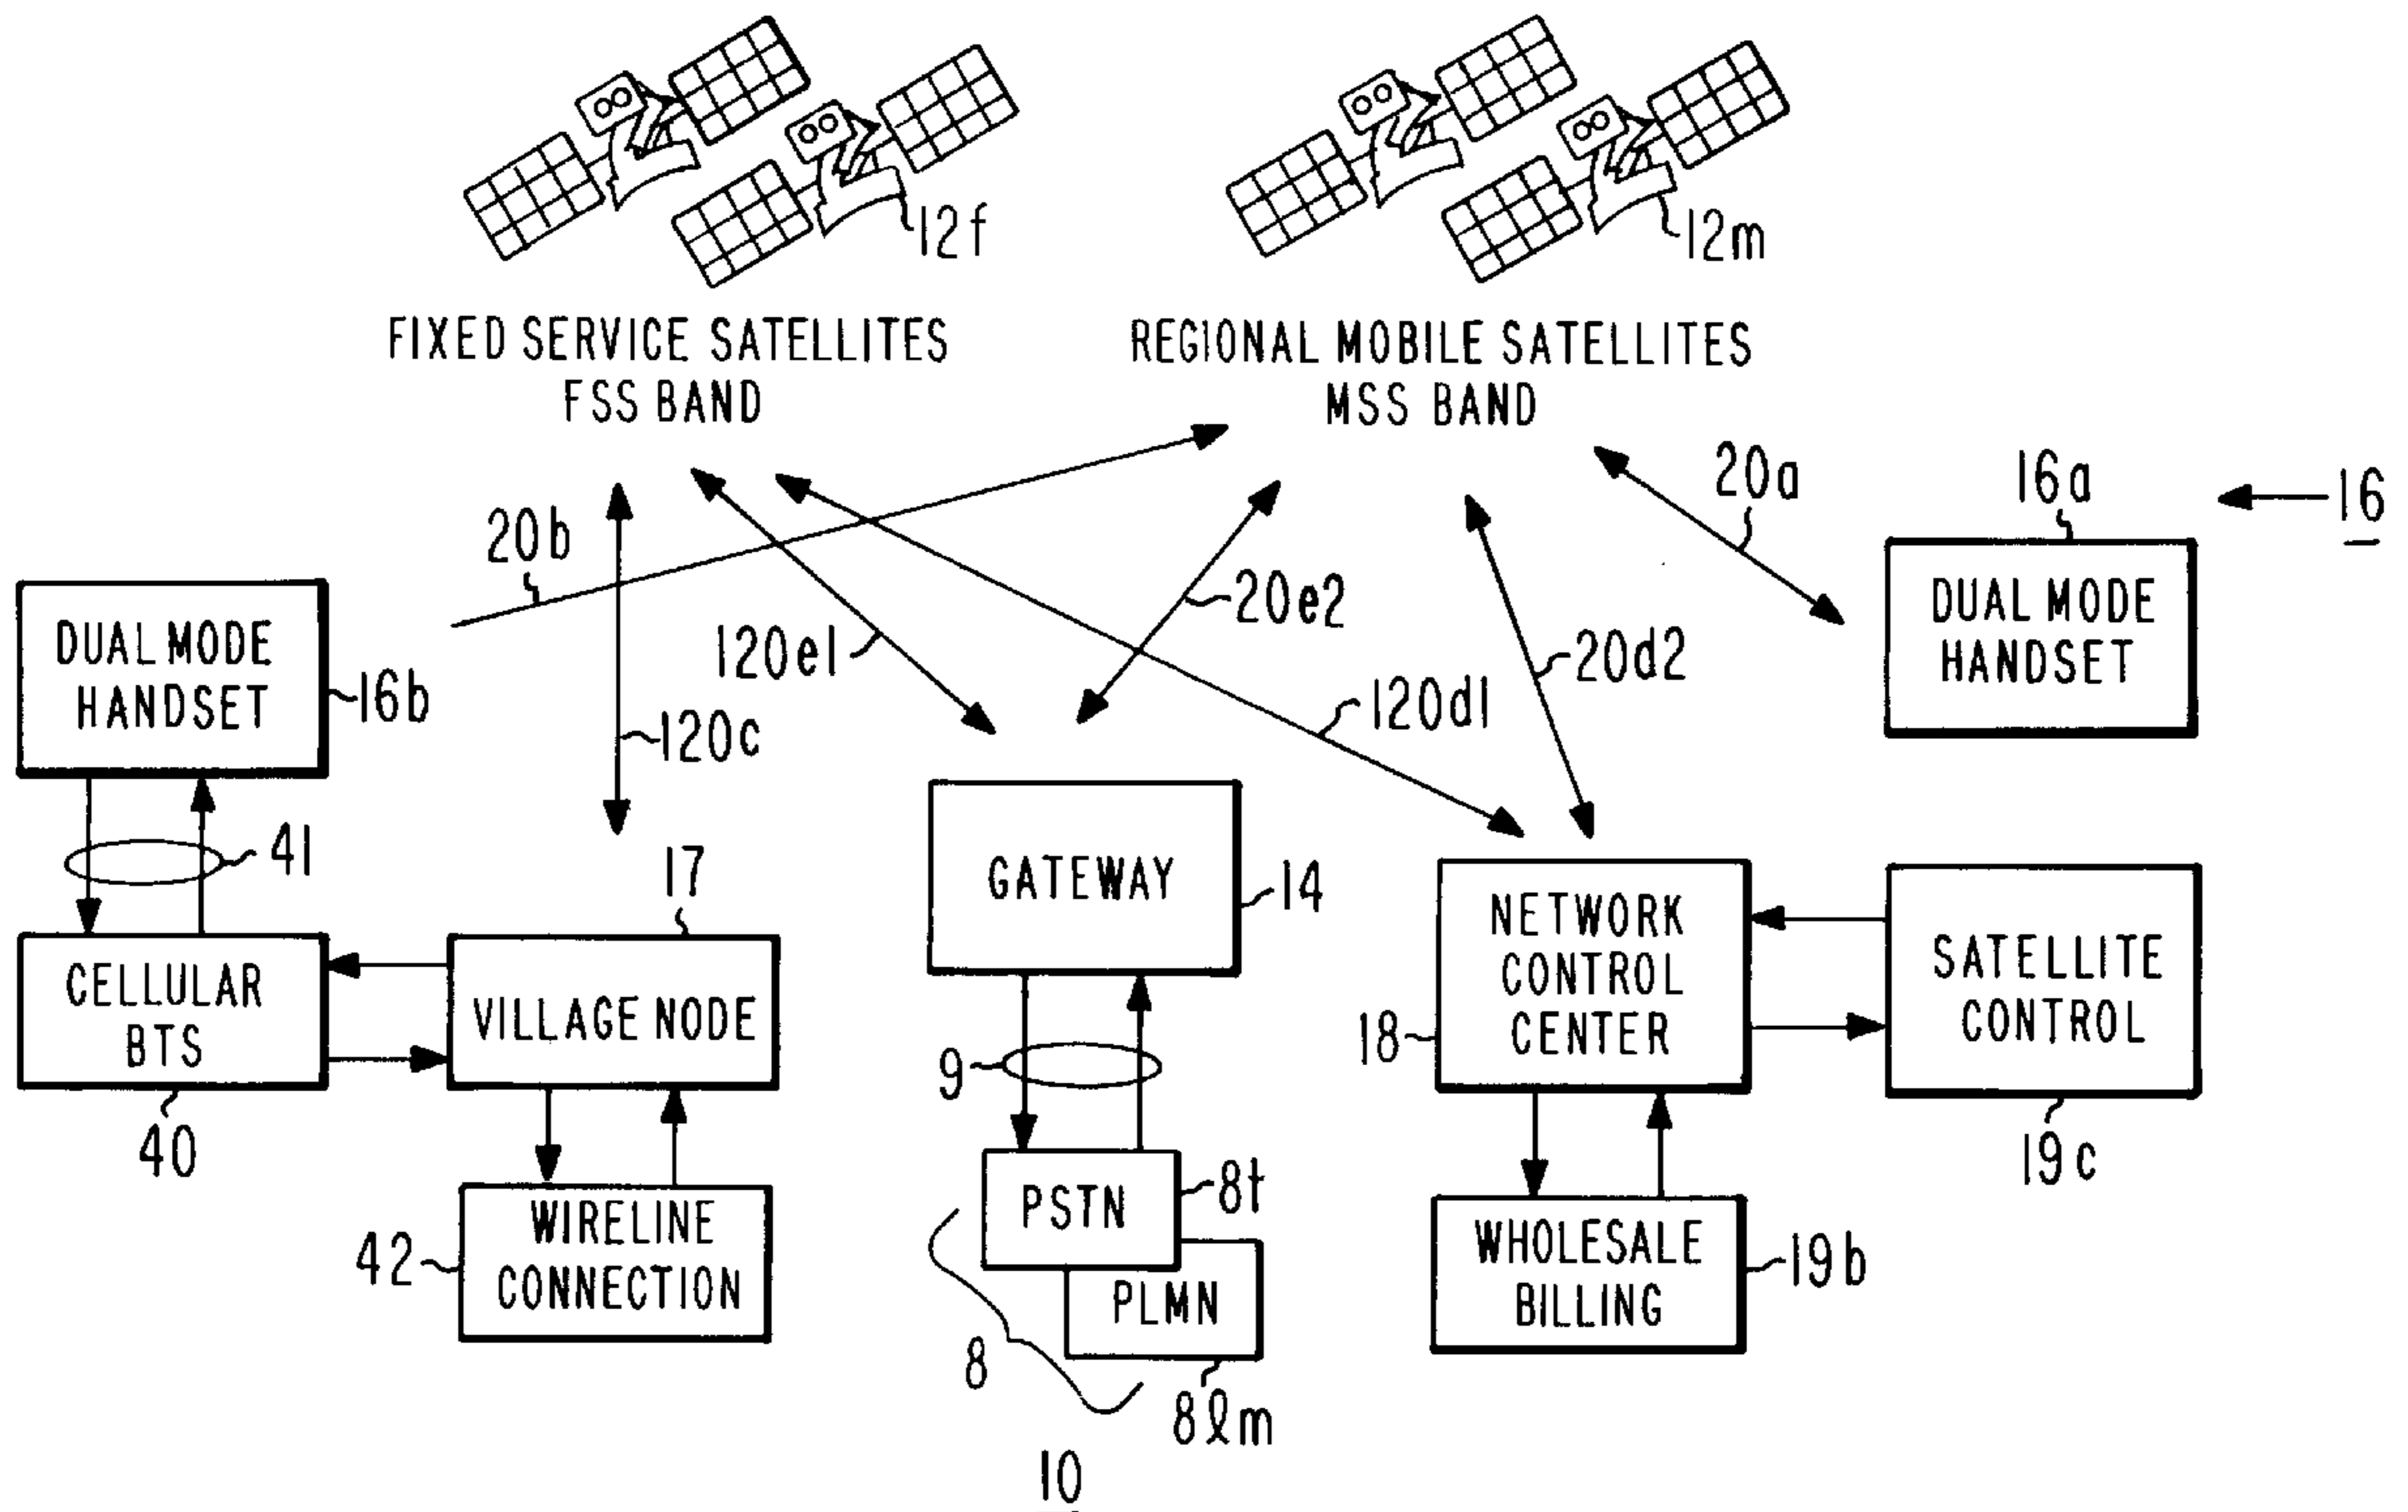 12f
12m
FIXED SERVICE SATELLITES
FSS BAND
REGIONAL MOBILE SATELLITES
MSS BAND
20b
20a
16a
16
DUAL MODE
HANDSET
16b
120e1
20e2
20d2
120d1
120c
DUAL MODE
HANDSET
41
17
GATEWAY
14
NETWORK
CONTROL
CENTER
18
SATELLITE
CONTROL
19c
CELLULAR
BTS
40
VILLAGE NODE
9
WIRELINE
CONNECTION
42
PSTN
8t
PLMN
8ℓm
8
WHOLESALE
BILLING
19b
10